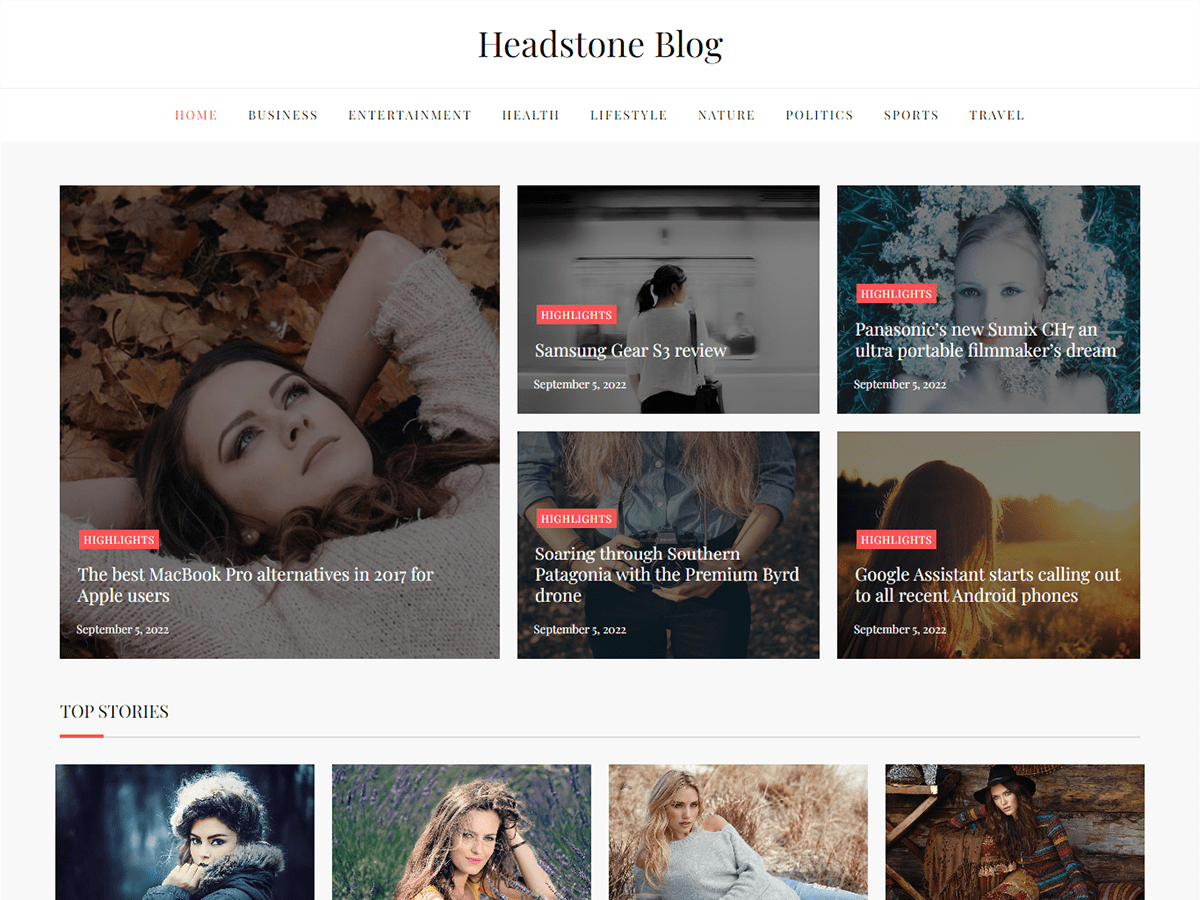 Headstone Blog
HOME BUSINESS ENTERTAINMENT HEALTH LIFESTYLE NATURE POLITICS SPORTS TRAVEL
HIGHLIGHTS
The best MacBook Pro alternatives in 2017 for
Apple users
September 5, 2022
HIGHLIGHTS
Samsung Gear S3 review
September 5, 2022
HIGHLIGHTS
Panasonic’s new Sumix CH7 an
ultra portable filmmaker’s dream
September 5, 2022
HIGHLIGHTS
Soaring through Southern
Patagonia with the Premium Byrd
drone
September 5, 2022
HIGHLIGHTS
Google Assistant starts calling out
to all recent Android phones
September 5, 2022
TOP STORIES